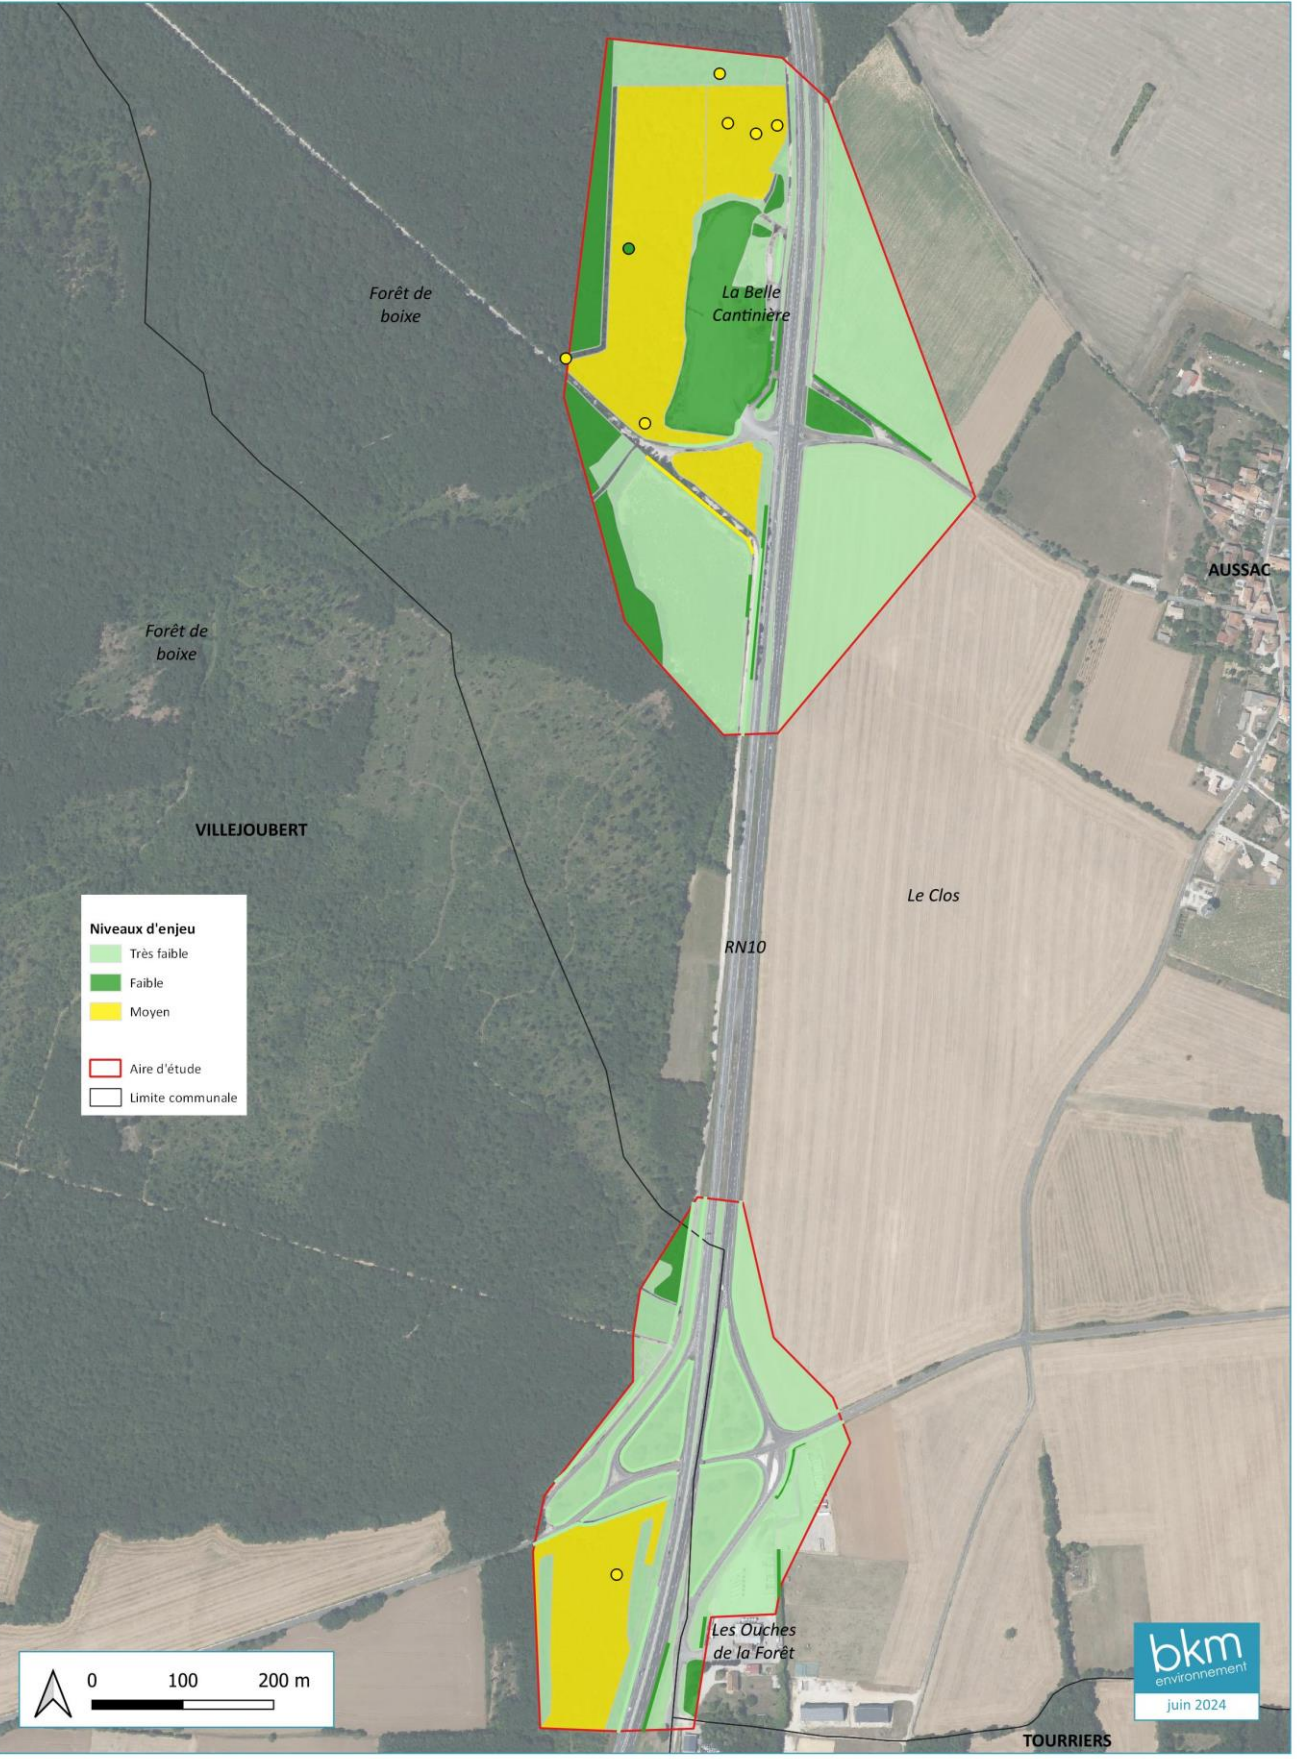 La Belle
Cantinière
Forêt de
boixe
AUSSAC
Forêt de
boixe
VILLEJOUBERT
Le Clos
RN10
Niveaux d'enjeu
Très faible
Faible
Moyen
Aire d'étude
Limite communale
Les Ouches
de la Forêt
0 100 200 m
bkm
environnement
juin 2024
TOURRIERS